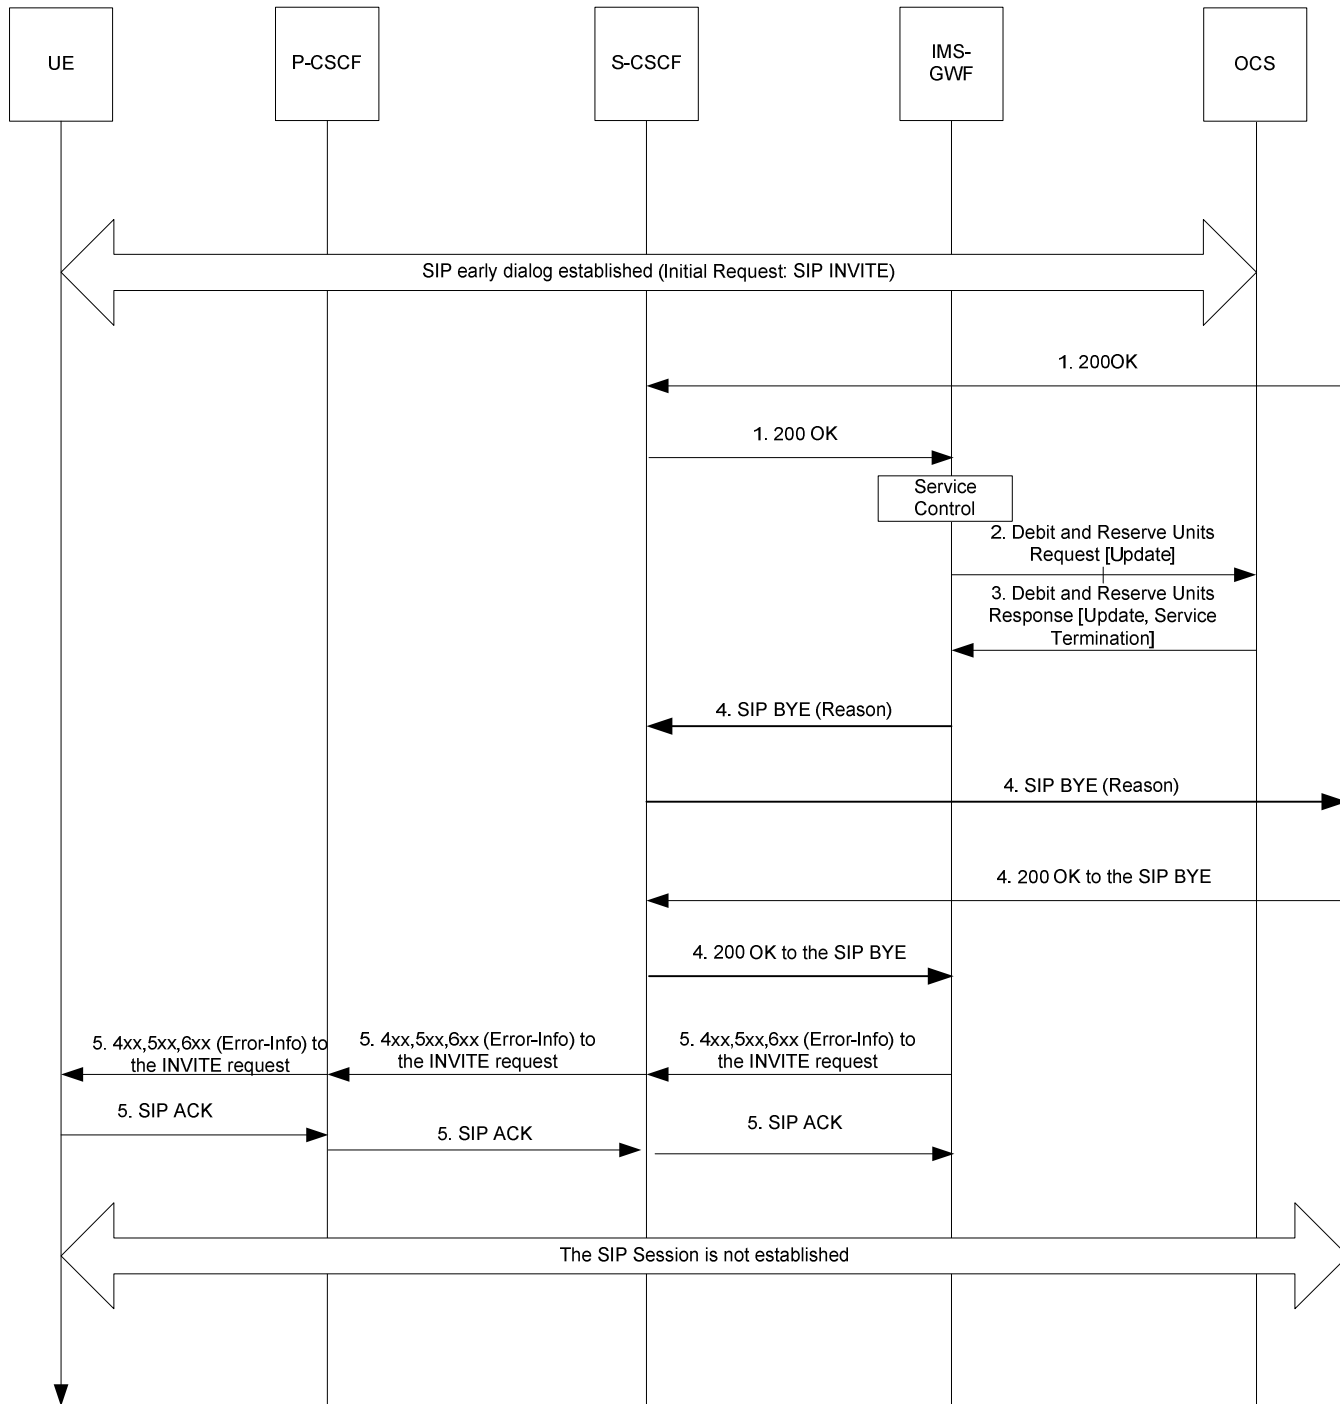 UE
P-CSCF
S-CSCF
IMS-
GWF
OCS
SIP early dialog established (Initial Request: SIP INVITE)
1. 200OK
1. 200 OK
Service
Control
2. Debit and Reserve Units
Request [Update]
3. Debit and Reserve Units
Response [Update, Service
Termination]
4. SIP BYE (Reason)
4. SIP BYE (Reason)
4. 200 OK to the SIP BYE
4. 200 OK to the SIP BYE
5. 4xx,5xx,6xx (Error-Info) to
the INVITE request
5. 4xx,5xx,6xx (Error-Info) to
the INVITE request
5. 4xx,5xx,6xx (Error-Info) to
the INVITE request
5. SIP ACK
5. SIP ACK
5. SIP ACK
The SIP Session is not established